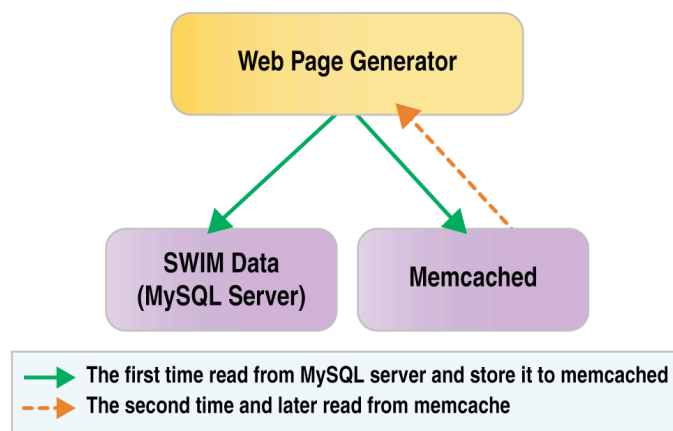 Web Page Generator
SWIM Data
(MySQL Server)
Memcached
The first time read from MySQL server and store it to memcached
The second time and later read from memcache